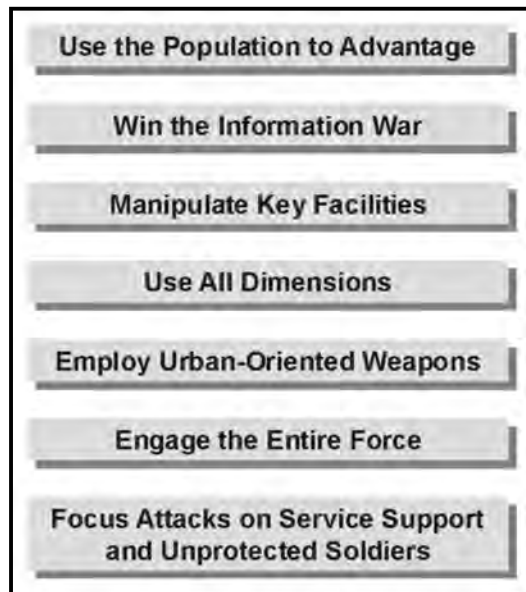 Use the Population to Advantage
Win the Information War
Manipulate Key Facilities
Use All Dimensions
Employ Urban-Oriented Weapons
Engage the Entire Force
Focus Attacks on Service Support
and Unprotected Soldiers